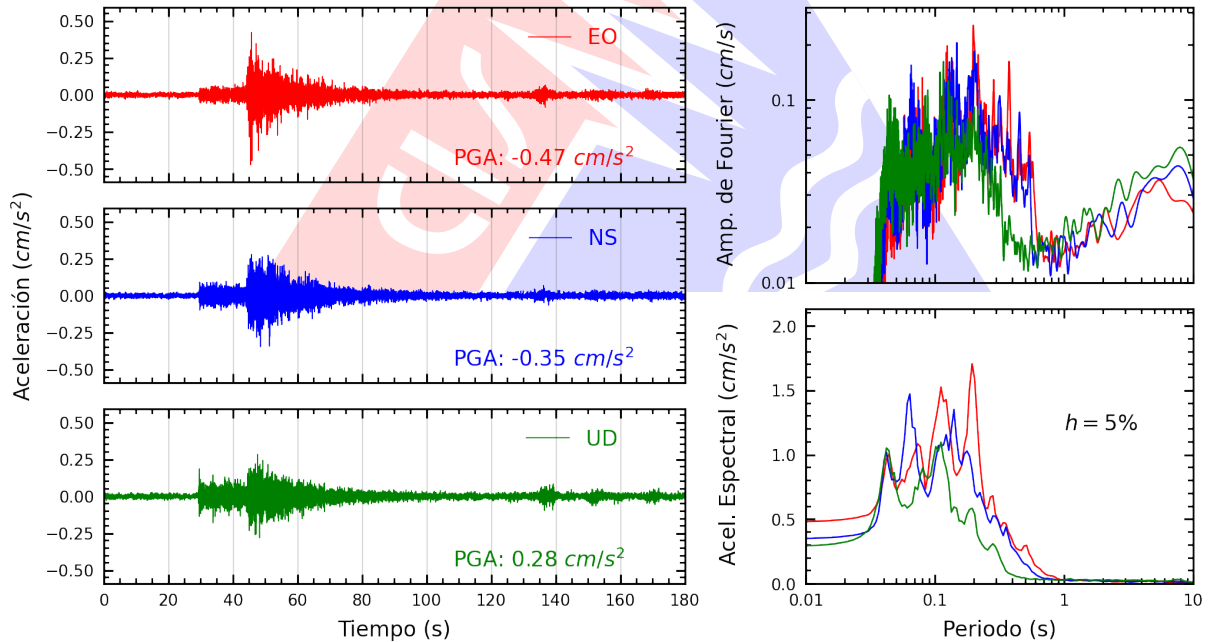 Aceleración (cm/s²)
0.50
0.25
0.00
−0.25
−0.50
EO
PGA: -0.47 cm/s²
0.50
0.25
0.00
−0.25
−0.50
NS
PGA: -0.35 cm/s²
0.50
0.25
0.00
−0.25
−0.50
UD
PGA: 0.28 cm/s²
0 20 40 60 80 100 120 140 160 180
Tiempo (s)
Amp. de Fourier (cm/s)
0.1
0.01
Acel. Espectral (cm/s²)
2.0
1.5
1.0
0.5
0.0
h = 5%
0.01 0.1 1 10
Periodo (s)